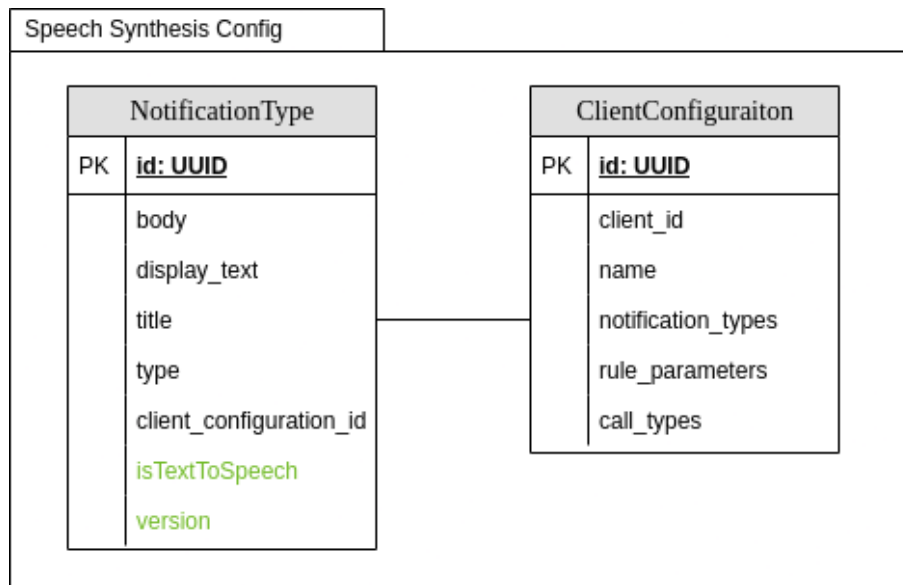 Speech Synthesis Config
NotificationType
PK id: UUID
body
display_text
title
type
client_configuration_id
isTextToSpeech
version
ClientConfiguraiton
PK id: UUID
client_id
name
notification_types
rule_parameters
call_types